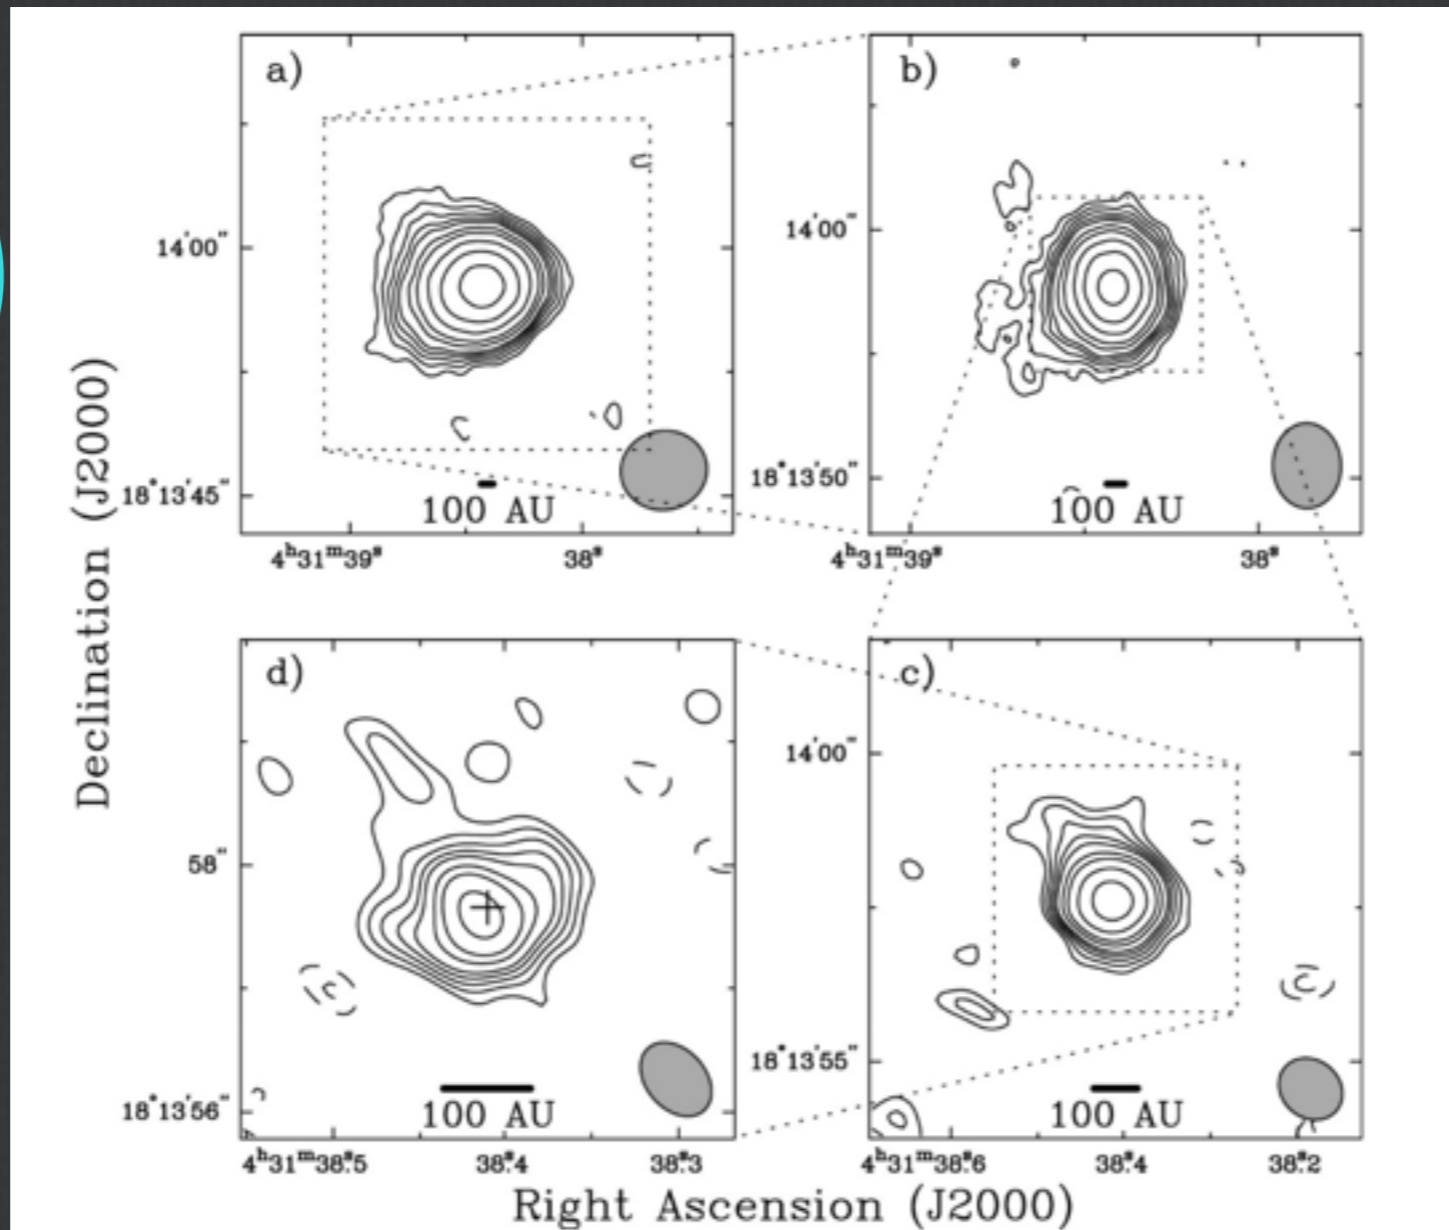 a)
b)
14'00"
14'00"
18°13'45"
18°13'50"
100 AU
100 AU
4ʰ31ᵐ39ˢ
38ˢ
4ʰ31ᵐ39ˢ
38ˢ
Declination (J2000)
d)
c)
14'00"
58"
18°13'55"
18°13'56"
100 AU
100 AU
4ʰ31ᵐ38ˢ.5
38ˢ.4
38ˢ.3
4ʰ31ᵐ38ˢ.6
38ˢ.4
38ˢ.2
Right Ascension (J2000)